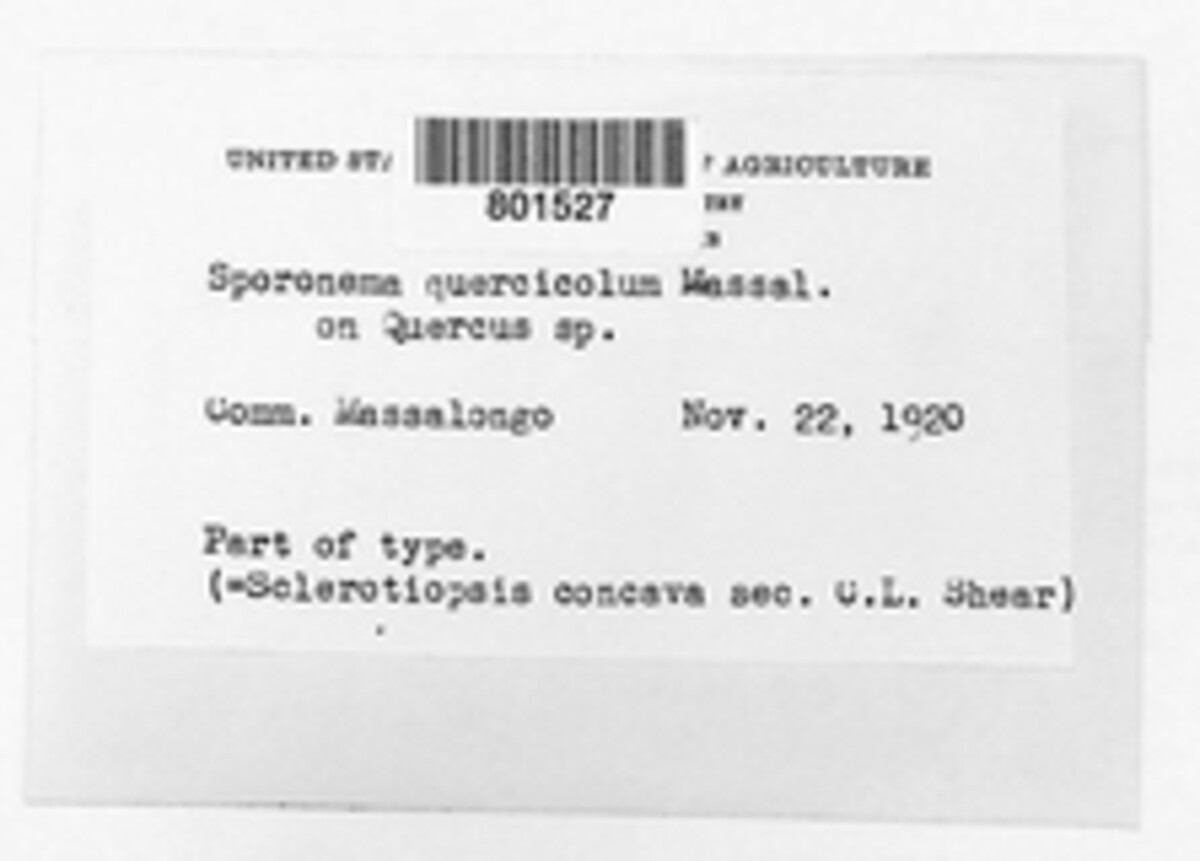 UNITED STA
AGRICULTURE
801527
Sporonema quercicolum Massal.
on Quercus sp.
Comm. Massalongo Nov. 22, 1920
Part of type.
(=Sclerotiopsis concava sec. C.L. Shear)